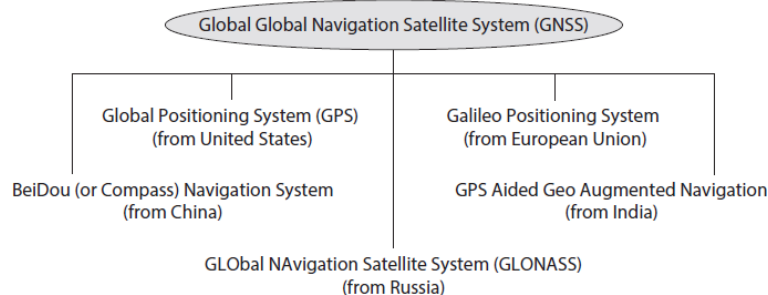 Global Global Navigation Satellite System (GNSS)
Global Positioning System (GPS)
(from United States)
Galileo Positioning System
(from European Union)
BeiDou (or Compass) Navigation System
(from China)
GPS Aided Geo Augmented Navigation
(from India)
GLObal NAvigation Satellite System (GLONASS)
(from Russia)